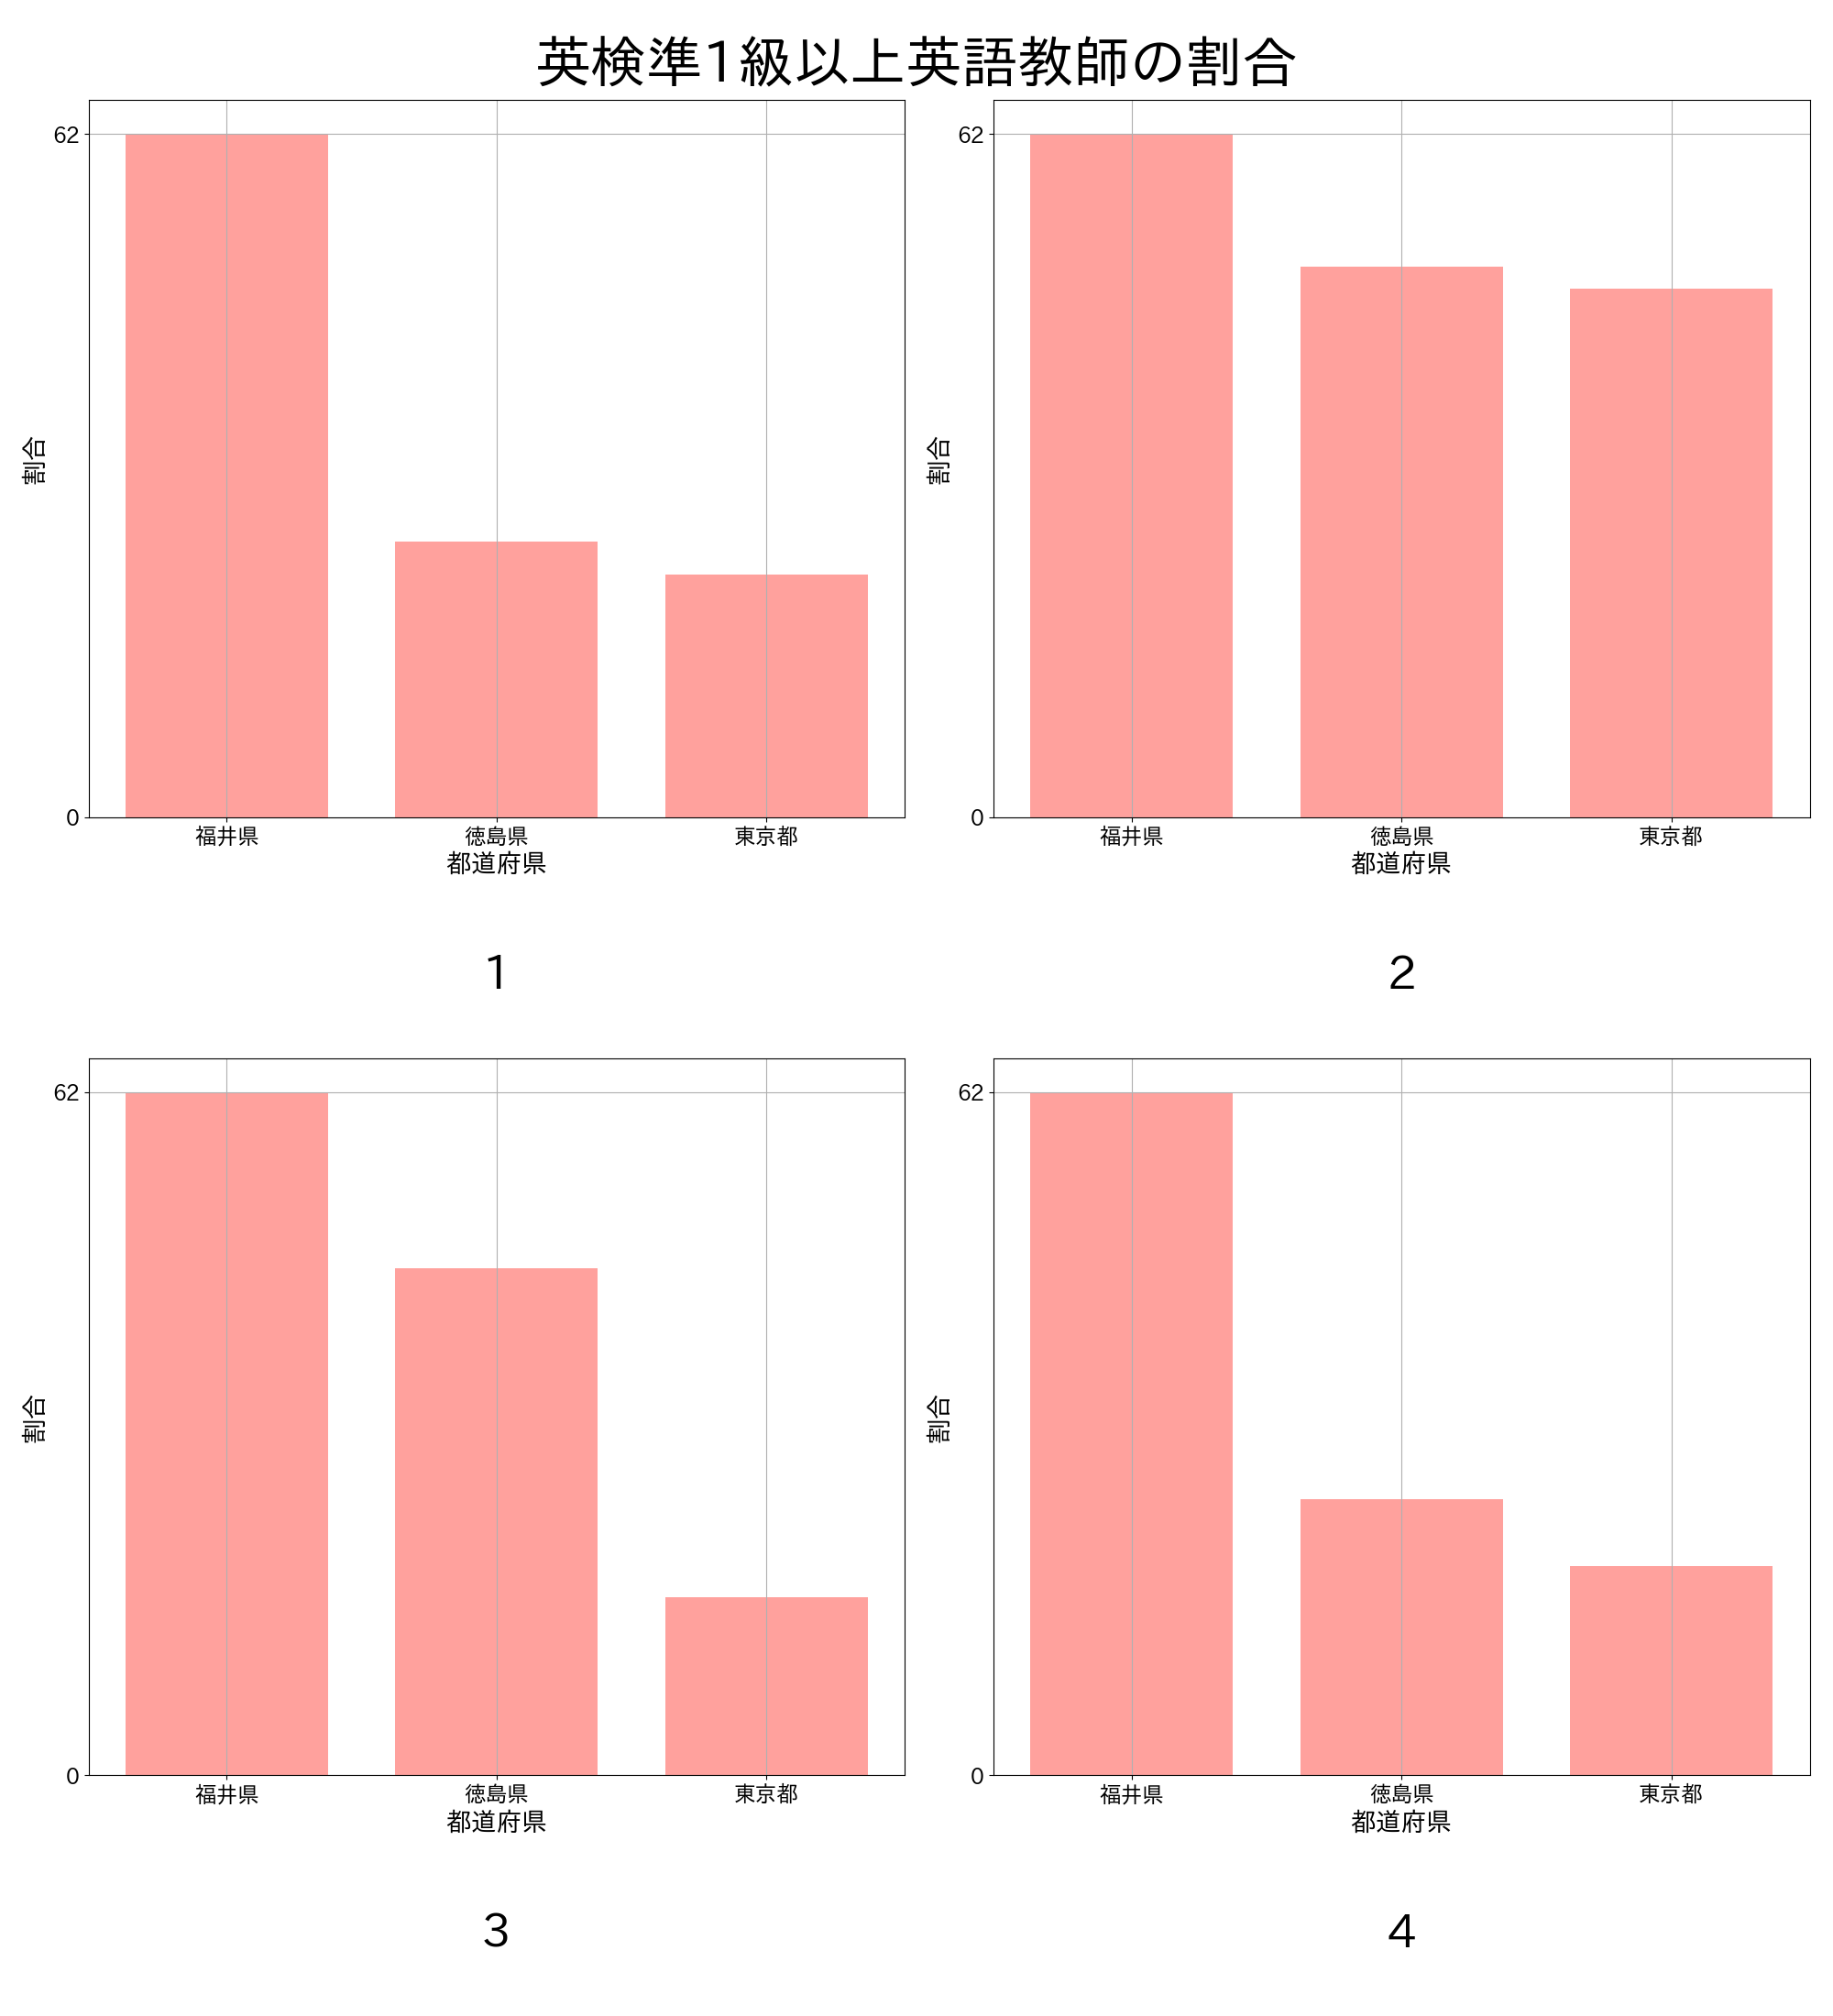 英検準1級以上英語教師の割合
62
割合
0
福井県 徳島県 東京都
都道府県
1
62
割合
0
福井県 徳島県 東京都
都道府県
2
62
割合
0
福井県 徳島県 東京都
都道府県
3
62
割合
0
福井県 徳島県 東京都
都道府県
4